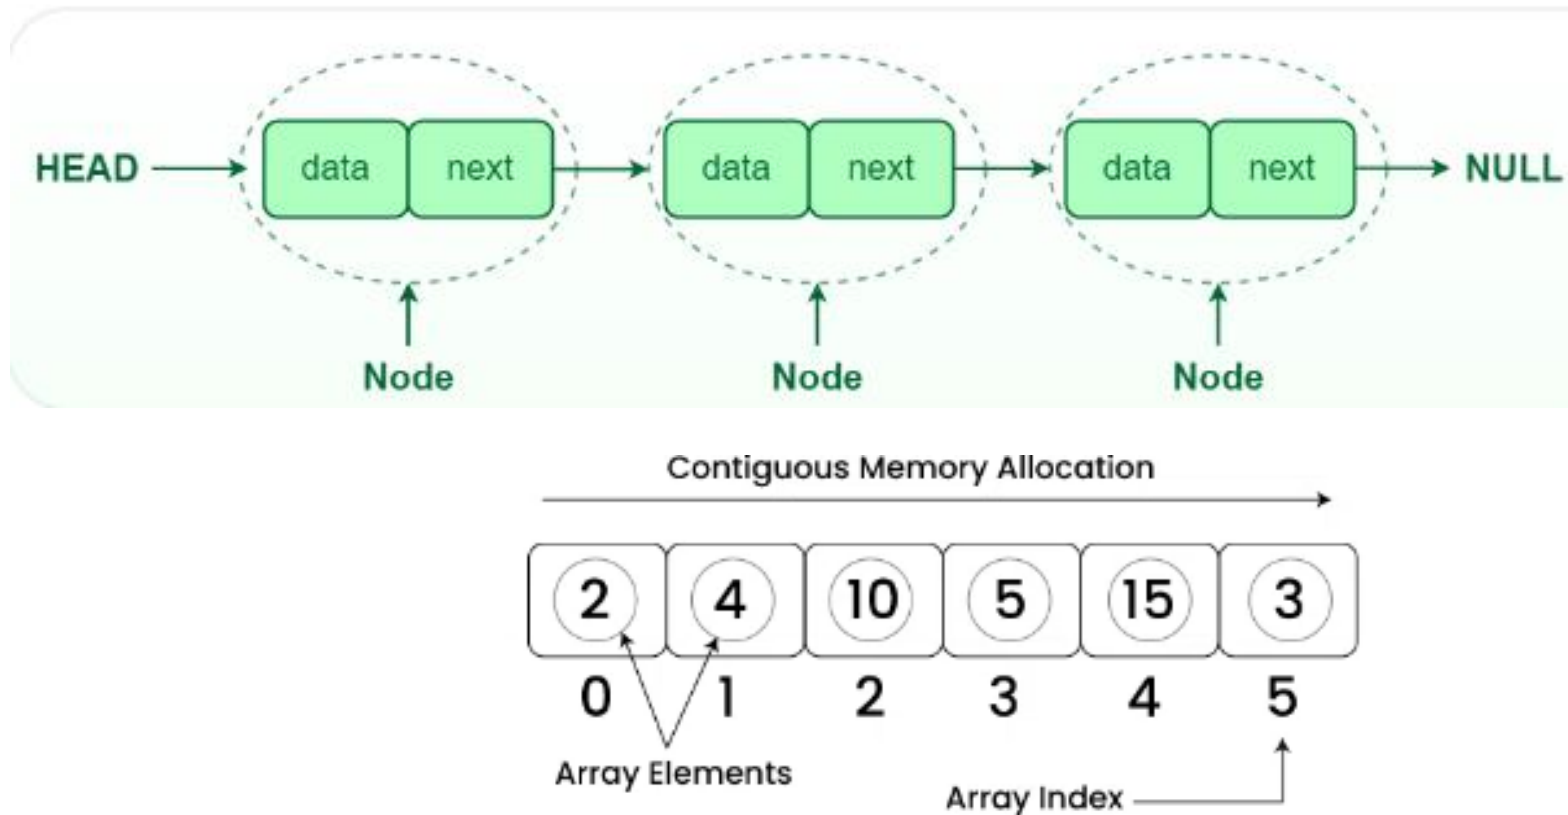 HEAD data next data next data next NULL
Node Node Node
Contiguous Memory Allocation
2 4 10 5 15 3
0 1 2 3 4 5
Array Elements
Array Index